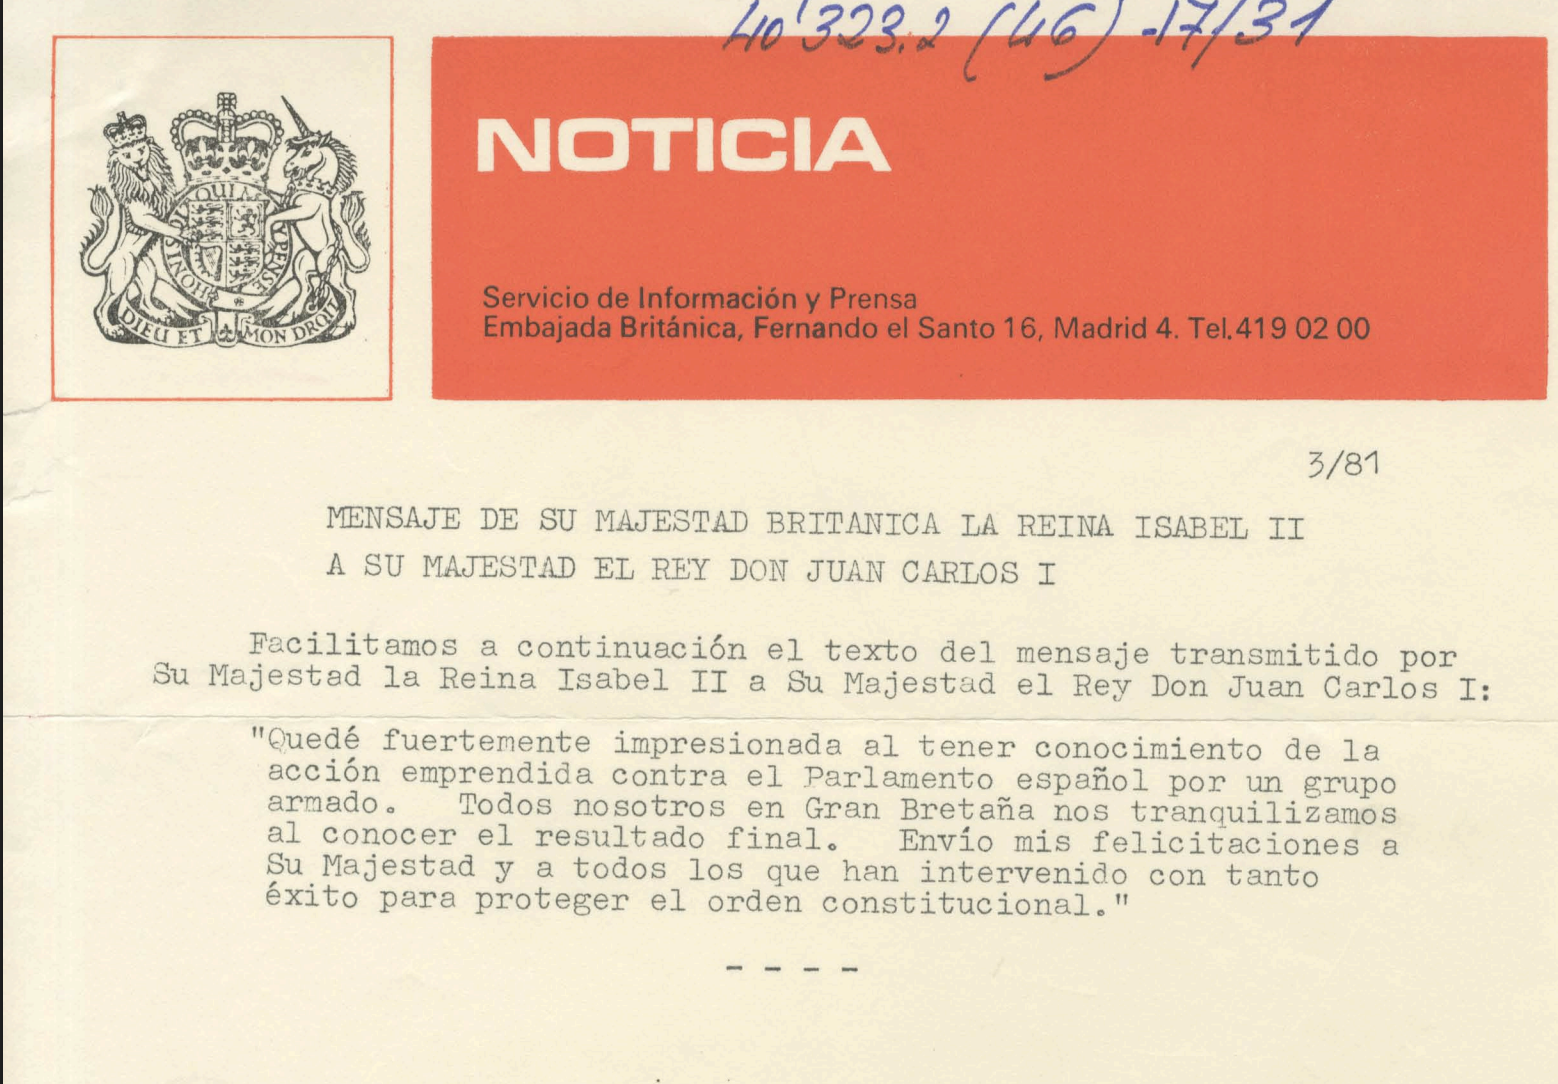 40'323.2 (46) -17/31
NOTICIA
Servicio de Información y Prensa
Embajada Británica, Fernando el Santo 16, Madrid 4. Tel.419 02 00
QUI
HONI SOIT
PENSE
DIEU ET MON DROIT
3/81
MENSAJE DE SU MAJESTAD BRITANICA LA REINA ISABEL II
A SU MAJESTAD EL REY DON JUAN CARLOS I
Facilitamos a continuación el texto del mensaje transmitido por
Su Majestad la Reina Isabel II a Su Majestad el Rey Don Juan Carlos I:
"Quedé fuertemente impresionada al tener conocimiento de la
acción emprendida contra el Parlamento español por un grupo
armado. Todos nosotros en Gran Bretaña nos tranquilizamos
al conocer el resultado final. Envío mis felicitaciones a
Su Majestad y a todos los que han intervenido con tanto
éxito para proteger el orden constitucional."
- - - -